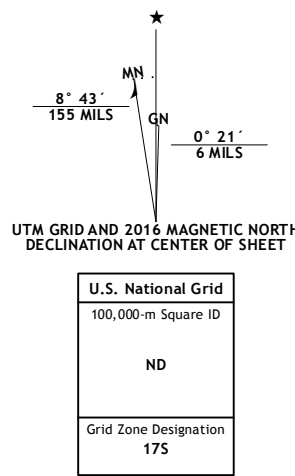 MN
GN
8° 43´
155 MILS
0° 21´
6 MILS
UTM GRID AND 2016 MAGNETIC NORTH
DECLINATION AT CENTER OF SHEET
U.S. National Grid
100,000-m Square ID
ND
Grid Zone Designation
17S